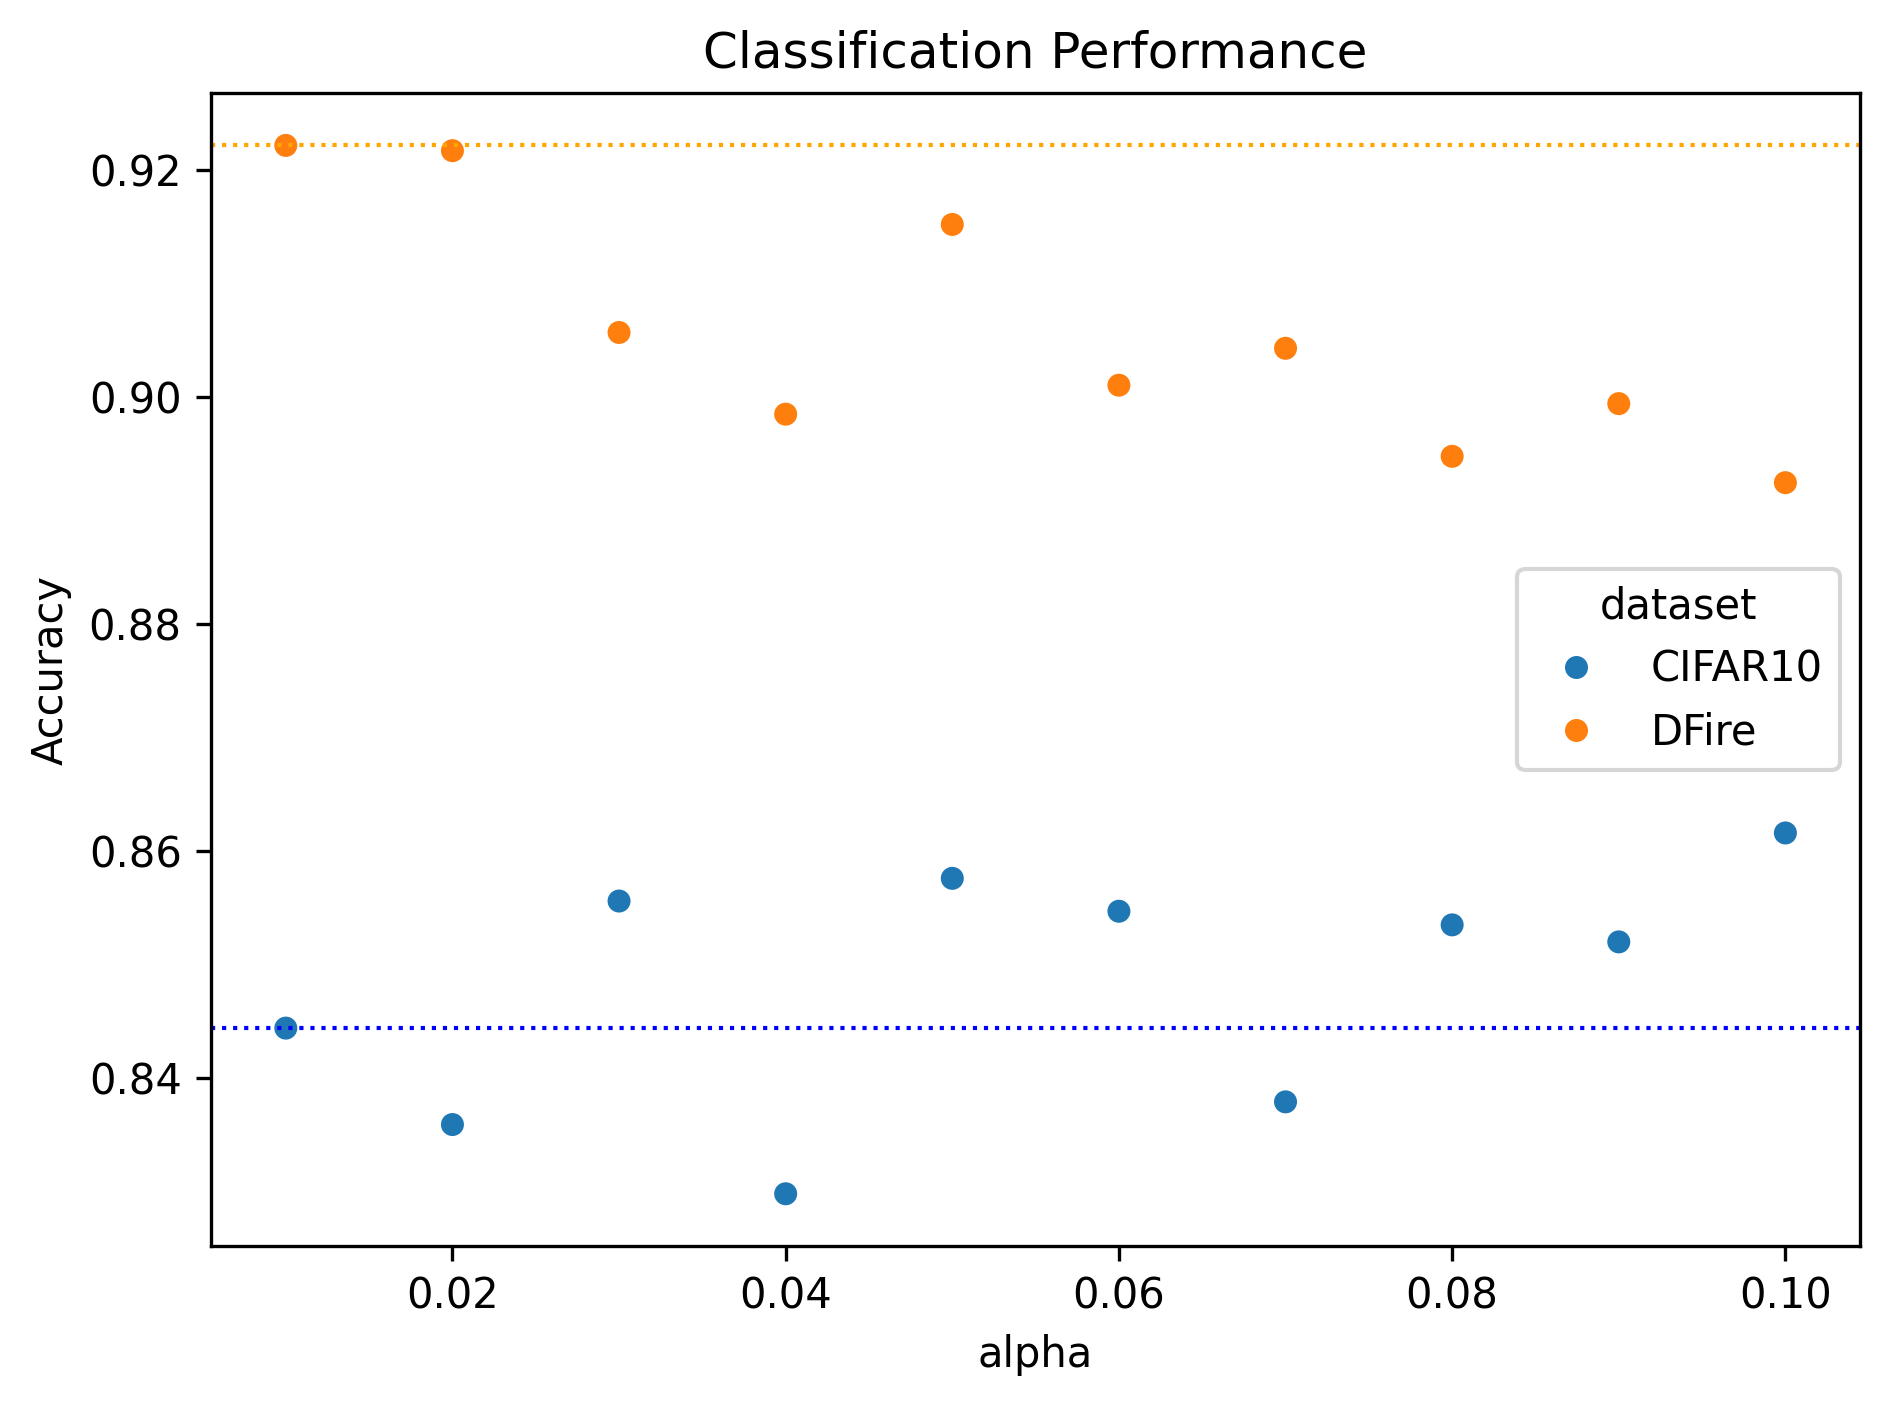 Classification Performance
0.92
0.90
0.88
0.86
0.84
Accuracy
dataset
CIFAR10
DFire
0.02 0.04 0.06 0.08 0.10
alpha